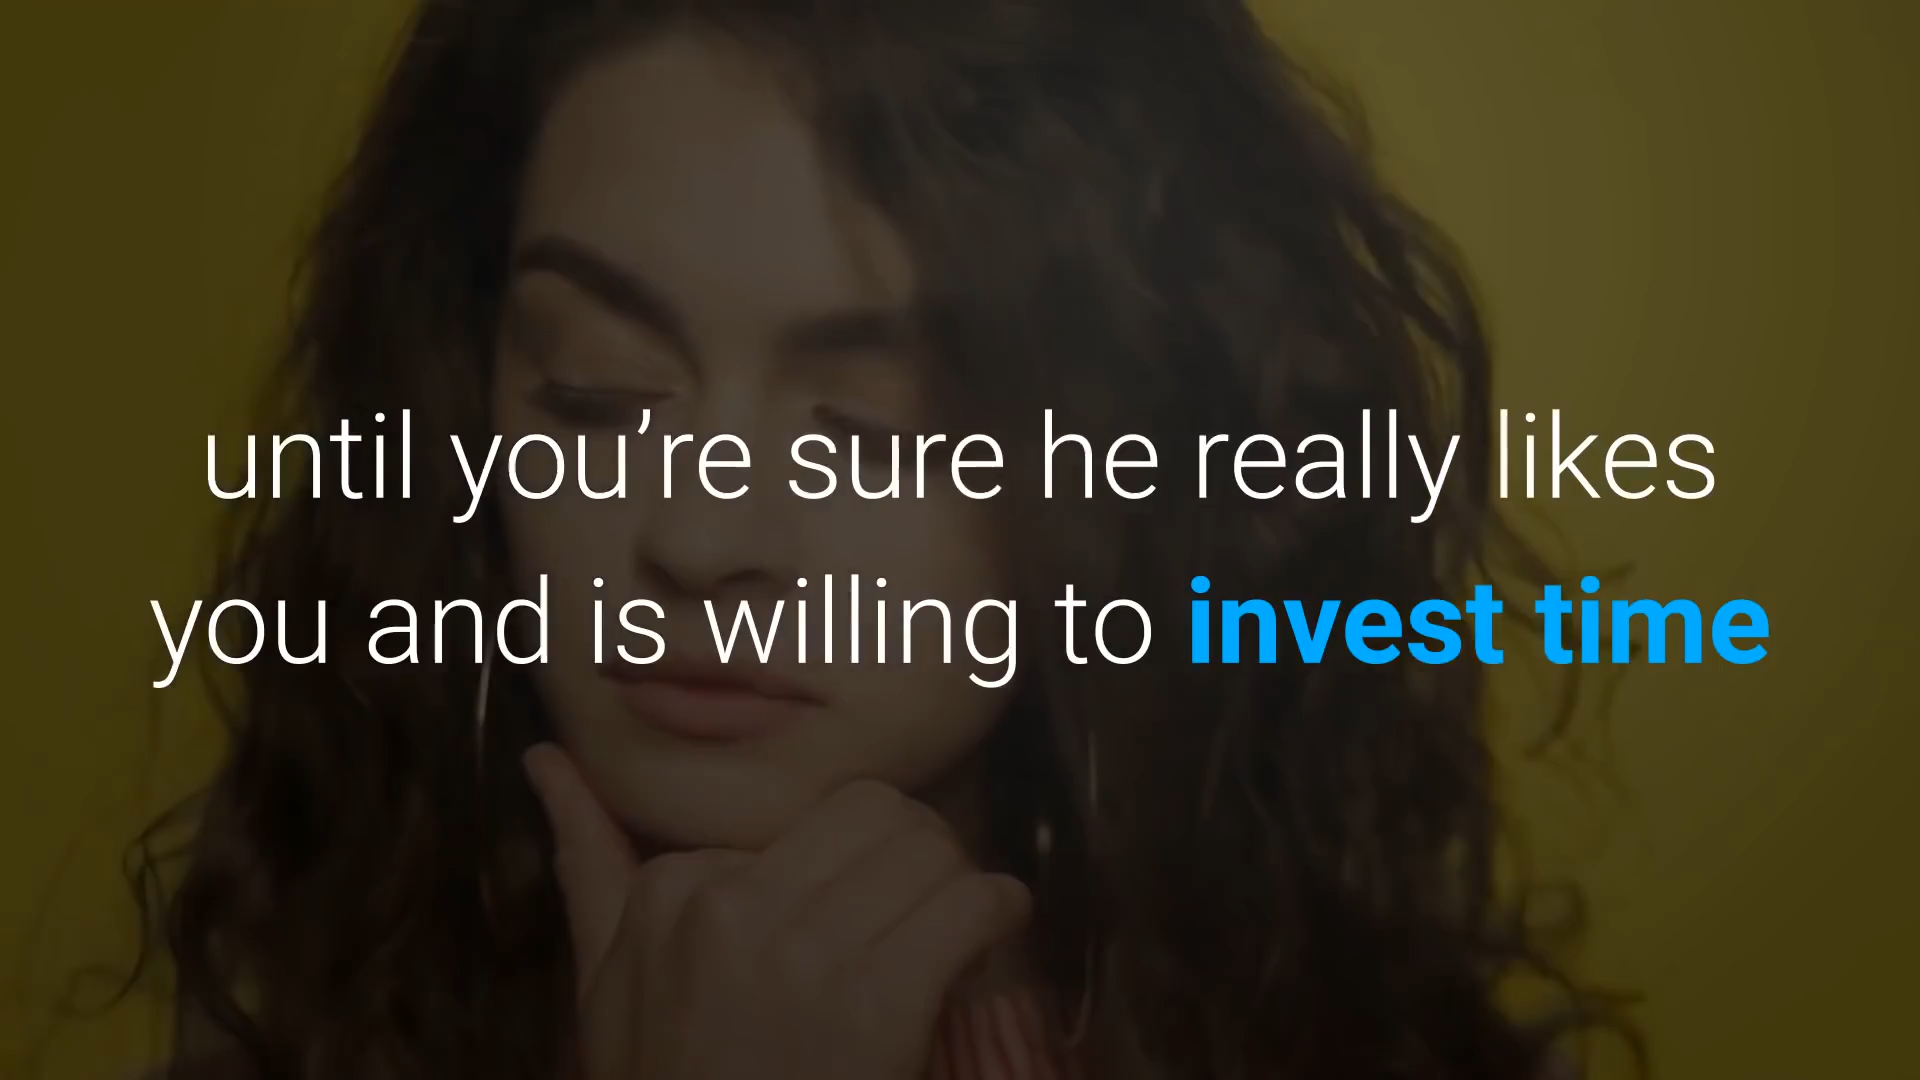 until you’re sure he really likes
you and is willing to invest time